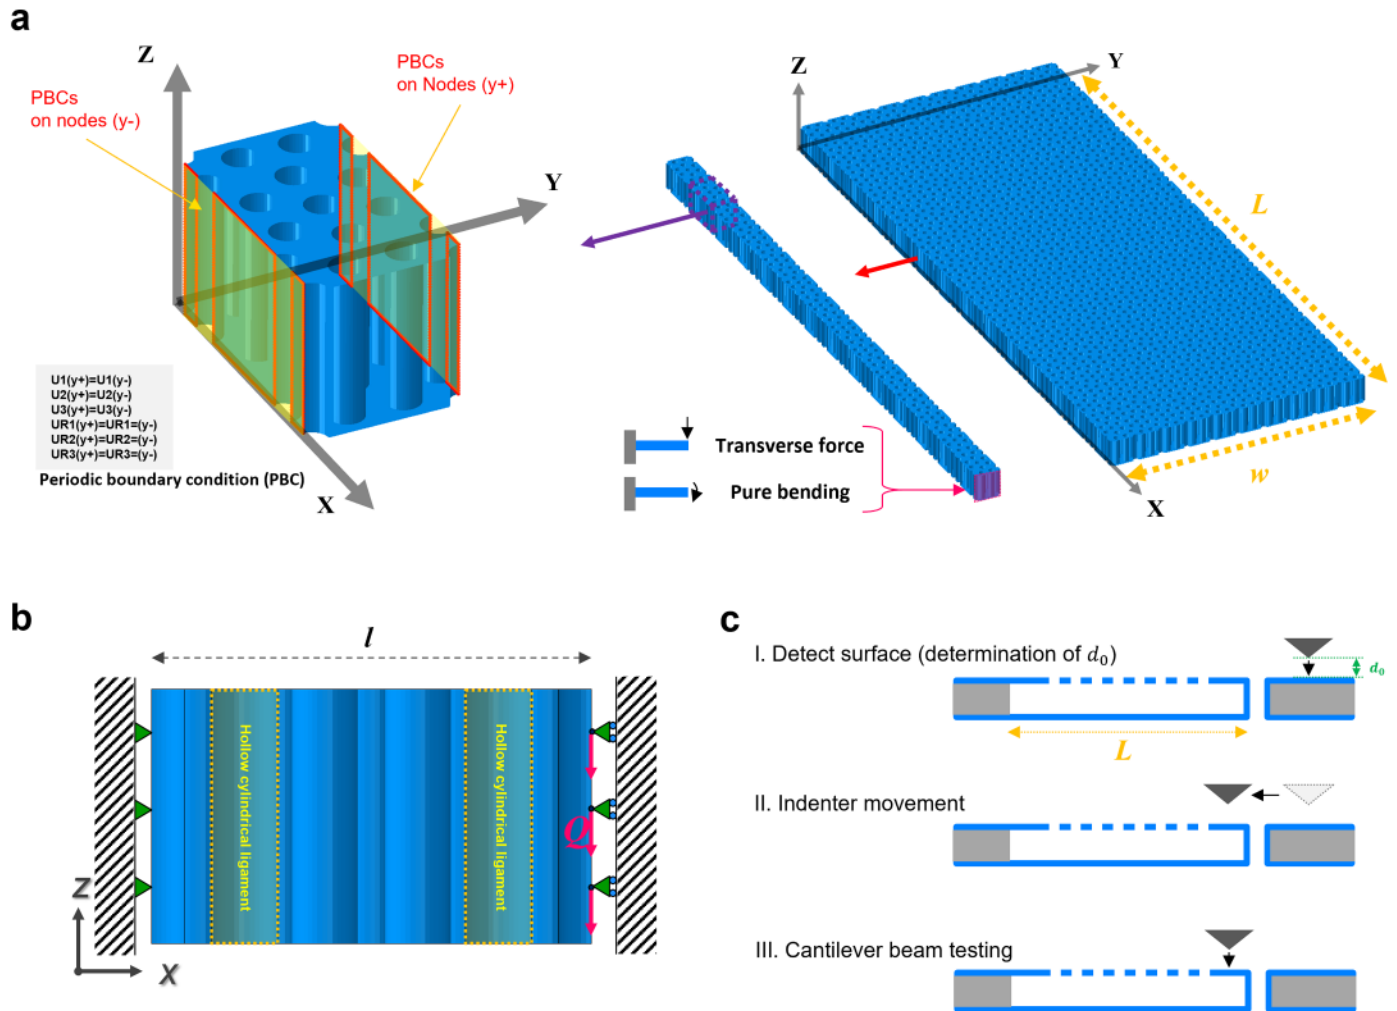 a
Z
PBCs
on nodes (y-)
PBCs
on Nodes (y+)
Y
U1(y+)=U1(y-)
U2(y+)=U2(y-)
U3(y+)=U3(y-)
UR1(y+)=UR1=(y-)
UR2(y+)=UR2=(y-)
UR3(y+)=UR3=(y-)
Periodic boundary condition (PBC)
X
Z
Y
L
w
X
Transverse force
Pure bending
b
l
Hollow cylindrical ligament
Hollow cylindrical ligament
Q
Z
X
c
I. Detect surface (determination of d₀)
d₀
L
II. Indenter movement
III. Cantilever beam testing